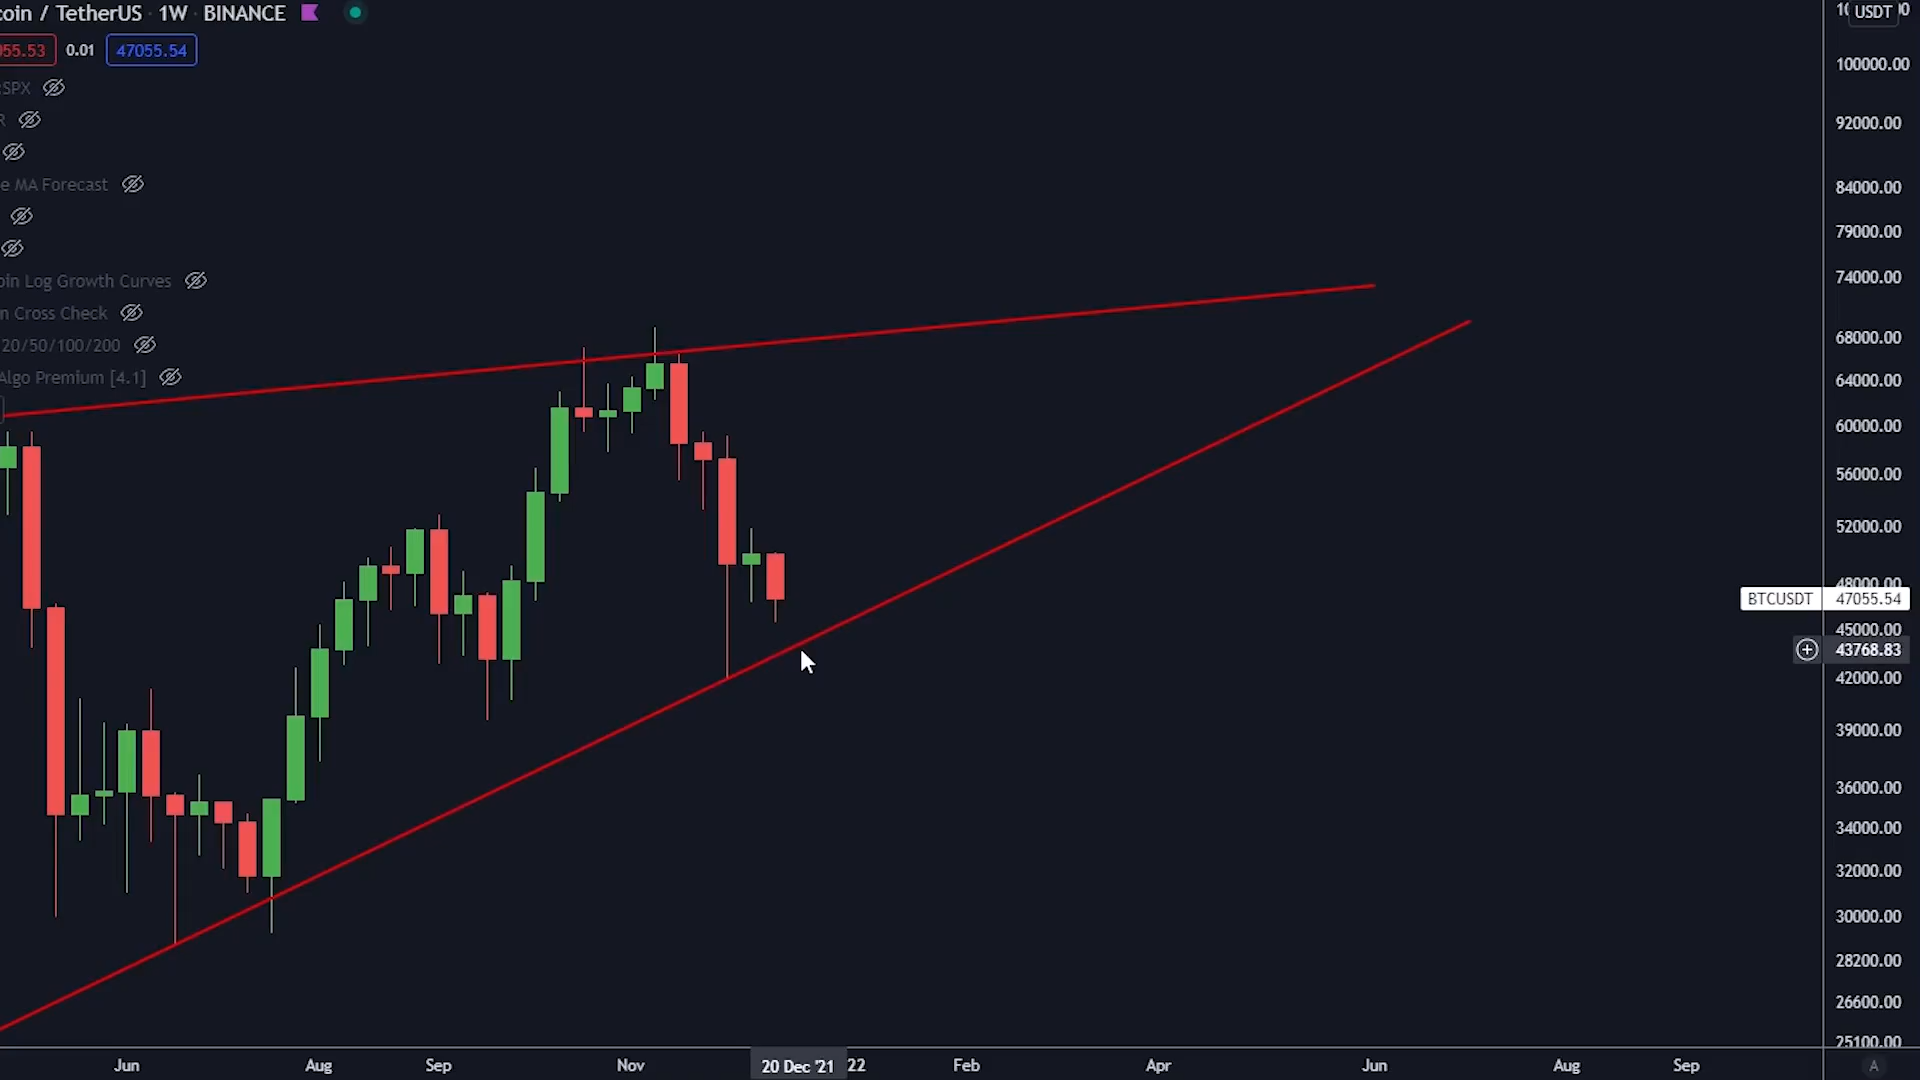 coin / TetherUS · 1W · BINANCE
055.53 0.01 47055.54
SPX
R
e MA Forecast
oin Log Growth Curves
n Cross Check
20/50/100/200
Algo Premium [4.1]
USDT
100000.00
92000.00
84000.00
79000.00
74000.00
68000.00
64000.00
60000.00
56000.00
52000.00
48000.00
BTCUSDT 47055.54
45000.00
43768.83
42000.00
39000.00
36000.00
34000.00
32000.00
30000.00
28200.00
26600.00
25100.00
Jun Aug Sep Nov 20 Dec '21 22 Feb Apr Jun Aug Sep A